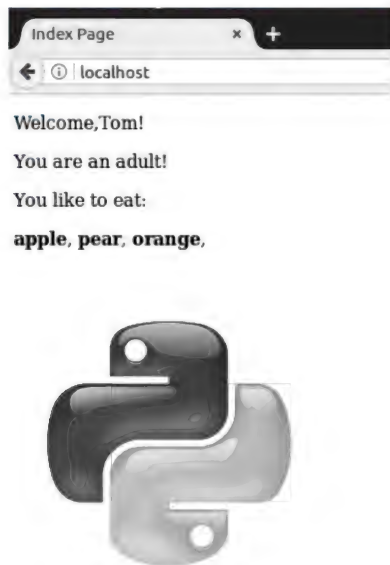 Index Page × +
localhost
Welcome,Tom!
You are an adult!
You like to eat:
apple, pear, orange,